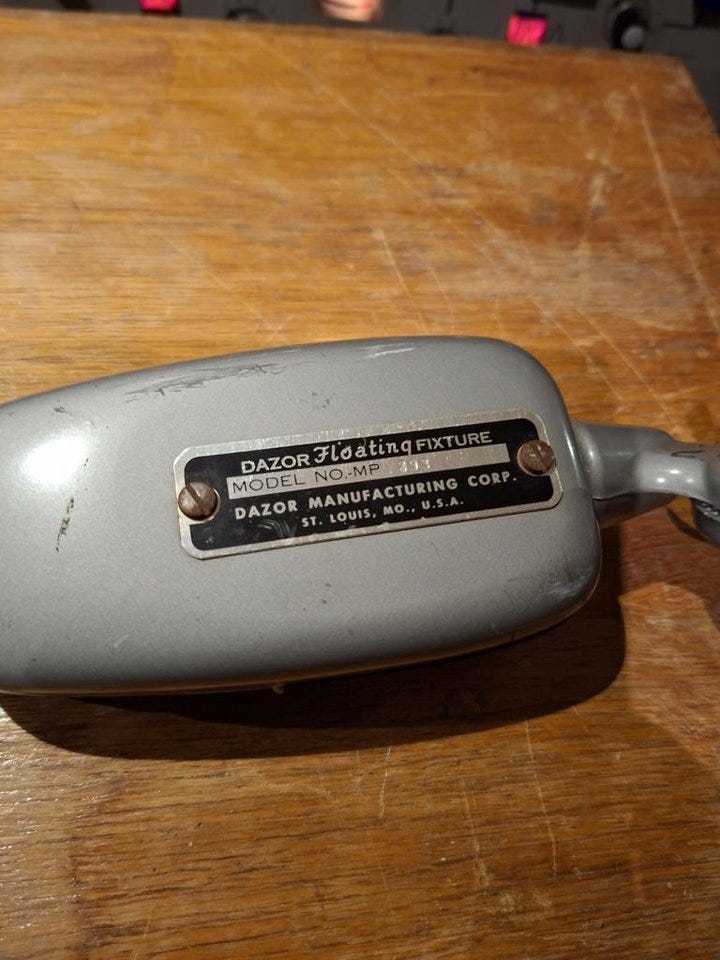 DAZOR Floating FIXTURE
MODEL NO.-MP
DAZOR MANUFACTURING CORP.
ST. LOUIS, MO., U.S.A.